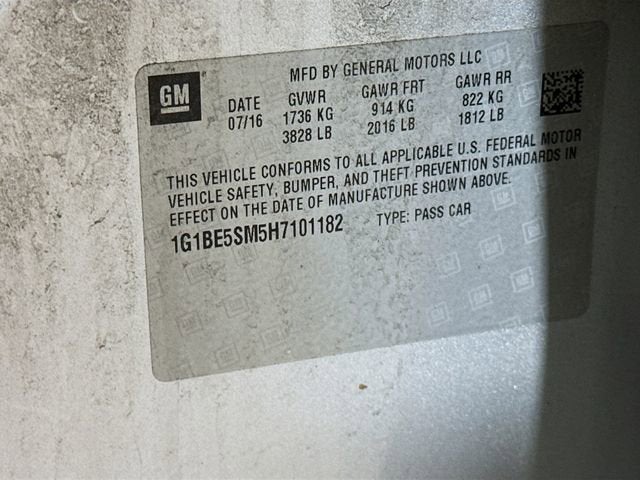 GM
MFD BY GENERAL MOTORS LLC
DATE GVWR GAWR FRT GAWR RR
07/16 1736 KG 914 KG 822 KG
3828 LB 2016 LB 1812 LB
THIS VEHICLE CONFORMS TO ALL APPLICABLE U.S. FEDERAL MOTOR
VEHICLE SAFETY, BUMPER, AND THEFT PREVENTION STANDARDS IN
EFFECT ON THE DATE OF MANUFACTURE SHOWN ABOVE.
1G1BE5SM5H7101182 TYPE: PASS CAR